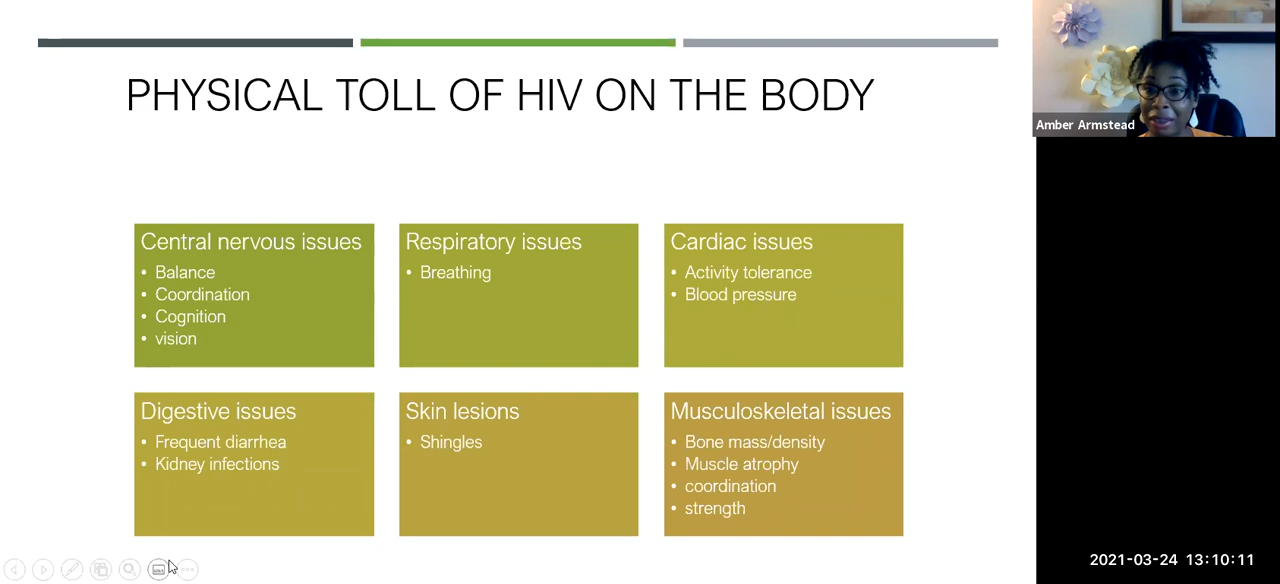 PHYSICAL TOLL OF HIV ON THE BODY
Amber Armstead
Central nervous issues
• Balance
• Coordination
• Cognition
• vision
Respiratory issues
• Breathing
Cardiac issues
• Activity tolerance
• Blood pressure
Digestive issues
• Frequent diarrhea
• Kidney infections
Skin lesions
• Shingles
Musculoskeletal issues
• Bone mass/density
• Muscle atrophy
• coordination
• strength
2021-03-24 13:10:11